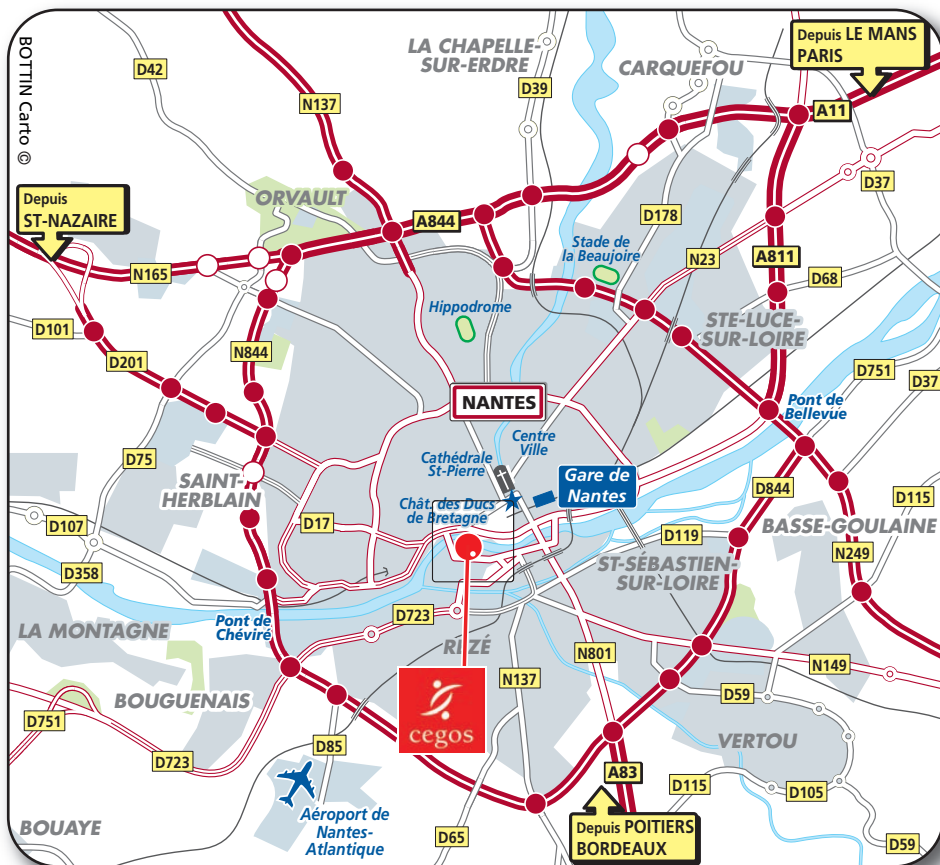 BOTTIN Carto ©
D42
LA CHAPELLE-
SUR-ERDRE
CARQUEFOU
Depuis LE MANS
PARIS
N137
D39
A11
D37
Depuis
ST-NAZAIRE
ORVAULT
A844
D178
Stade de
la Beaujoire
N23
A811
N165
D68
Hippodrome
D101
D201
N844
STE-LUCE-
SUR-LOIRE
D751
D37
NANTES
Pont de
Bellevue
Centre
Ville
Cathédrale
St-Pierre
D75
SAINT-
HERBLAIN
Gare de
Nantes
Chât. des Ducs
de Bretagne
D844
D115
D107
D17
D119
BASSE-GOULAINE
N249
D358
ST-SÉBASTIEN-
SUR-LOIRE
LA MONTAGNE
Pont de
Chéviré
D723
REZÉ
N801
N149
BOUGUENAIS
N137
D59
cegos
D751
D723
D85
VERTOU
A83
D115
D105
Aéroport de
Nantes-
Atlantique
BOUAYE
D65
Depuis POITIERS
BORDEAUX
D59